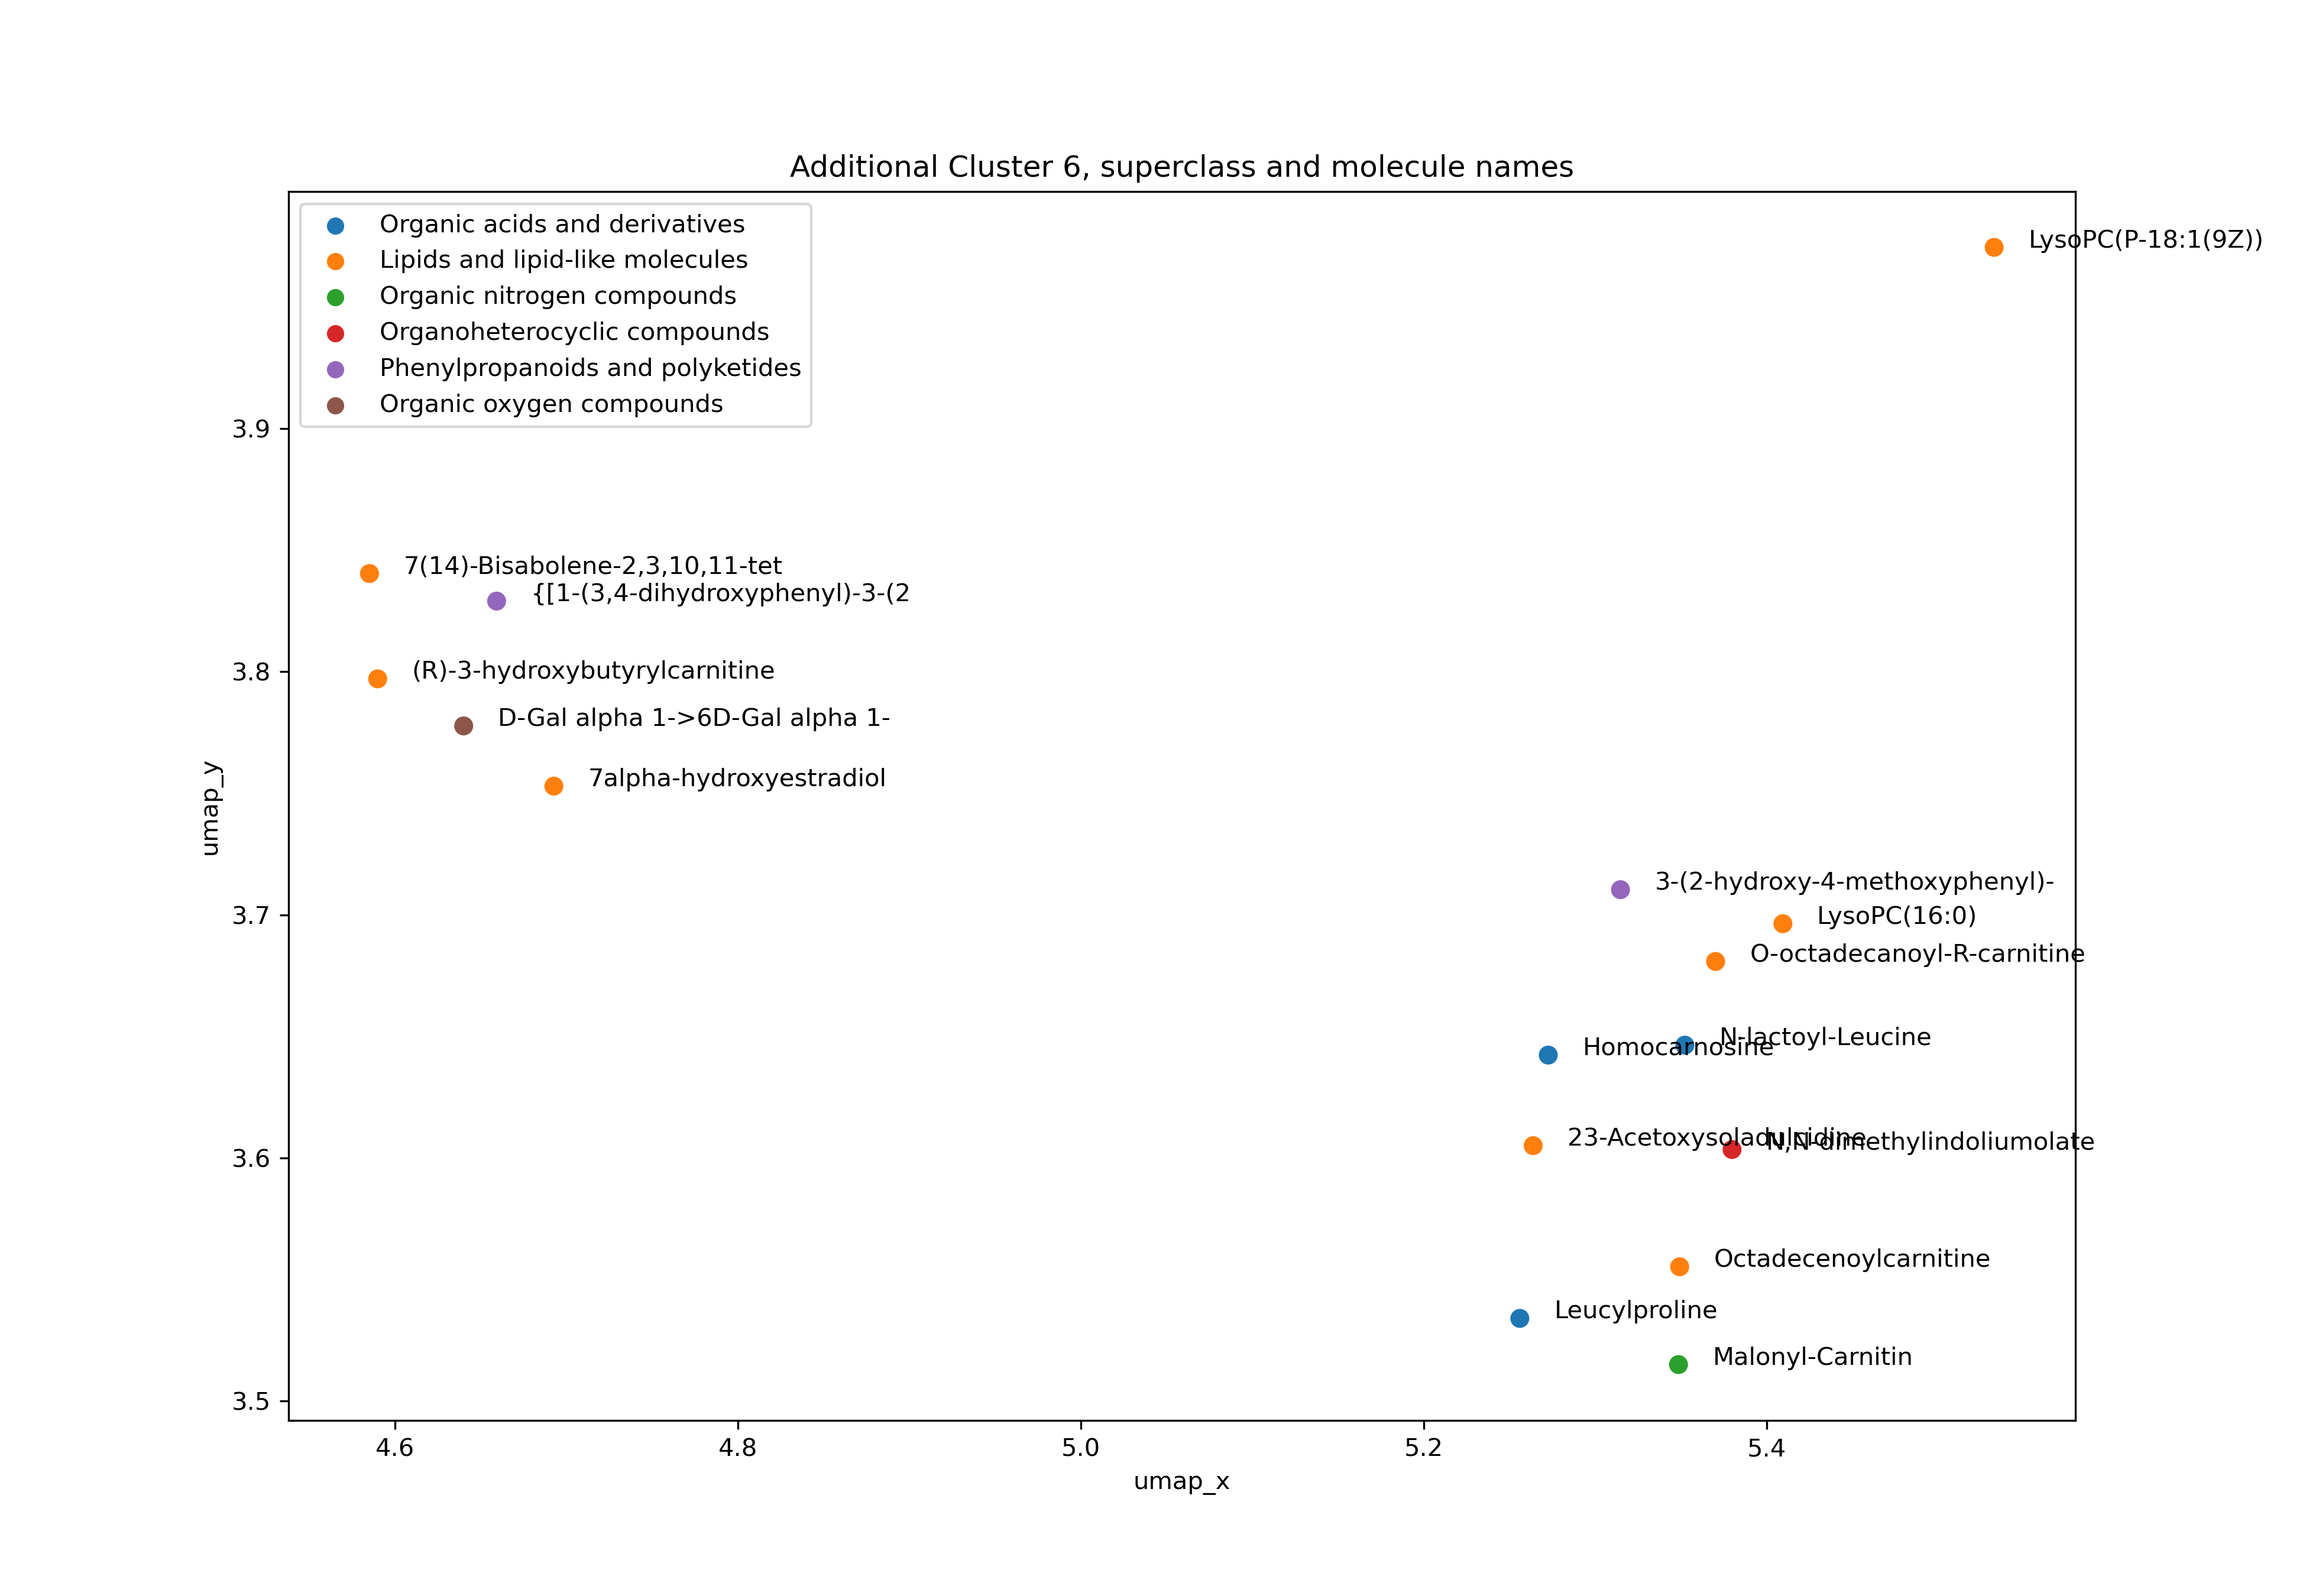 Additional Cluster 6, superclass and molecule names
Organic acids and derivatives
Lipids and lipid-like molecules
Organic nitrogen compounds
Organoheterocyclic compounds
Phenylpropanoids and polyketides
Organic oxygen compounds
LysoPC(P-18:1(9Z))
7(14)-Bisabolene-2,3,10,11-tet
{[1-(3,4-dihydroxyphenyl)-3-(2
(R)-3-hydroxybutyrylcarnitine
D-Gal alpha 1->6D-Gal alpha 1-
7alpha-hydroxyestradiol
3-(2-hydroxy-4-methoxyphenyl)-
LysoPC(16:0)
O-octadecanoyl-R-carnitine
N-lactoyl-Leucine
Homocarnosine
23-Acetoxysoladulcidine
N,N-dimethylindoliumolate
Octadecenoylcarnitine
Leucylproline
Malonyl-Carnitin
3.9
3.8
3.7
3.6
3.5
umap_y
4.6 4.8 5.0 5.2 5.4
umap_x